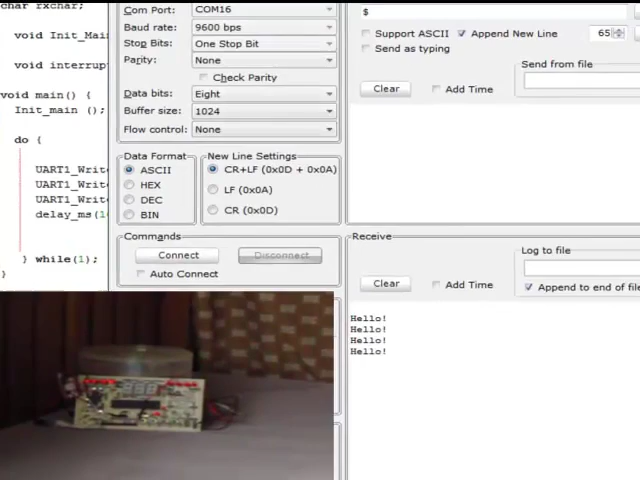 char rxchar;
void Init_Mai
void interrup
void main() {
Init_main ();
do {
UART1_Write
UART1_Write
UART1_Write
delay_ms(10
} while(1);
}
Com Port: COM16
Baud rate: 9600 bps
Stop Bits: One Stop Bit
Parity: None
Check Parity
Data bits: Eight
Buffer size: 1024
Flow control: None
Data Format
ASCII
HEX
DEC
BIN
New Line Settings
CR+LF (0x0D + 0x0A)
LF (0x0A)
CR (0x0D)
Commands
Connect
Disconnect
Auto Connect
$
Support ASCII
Append New Line
65
Send as typing
Send from file
Clear
Add Time
Receive
Log to file
Clear
Add Time
Append to end of file
Hello!
Hello!
Hello!
Hello!